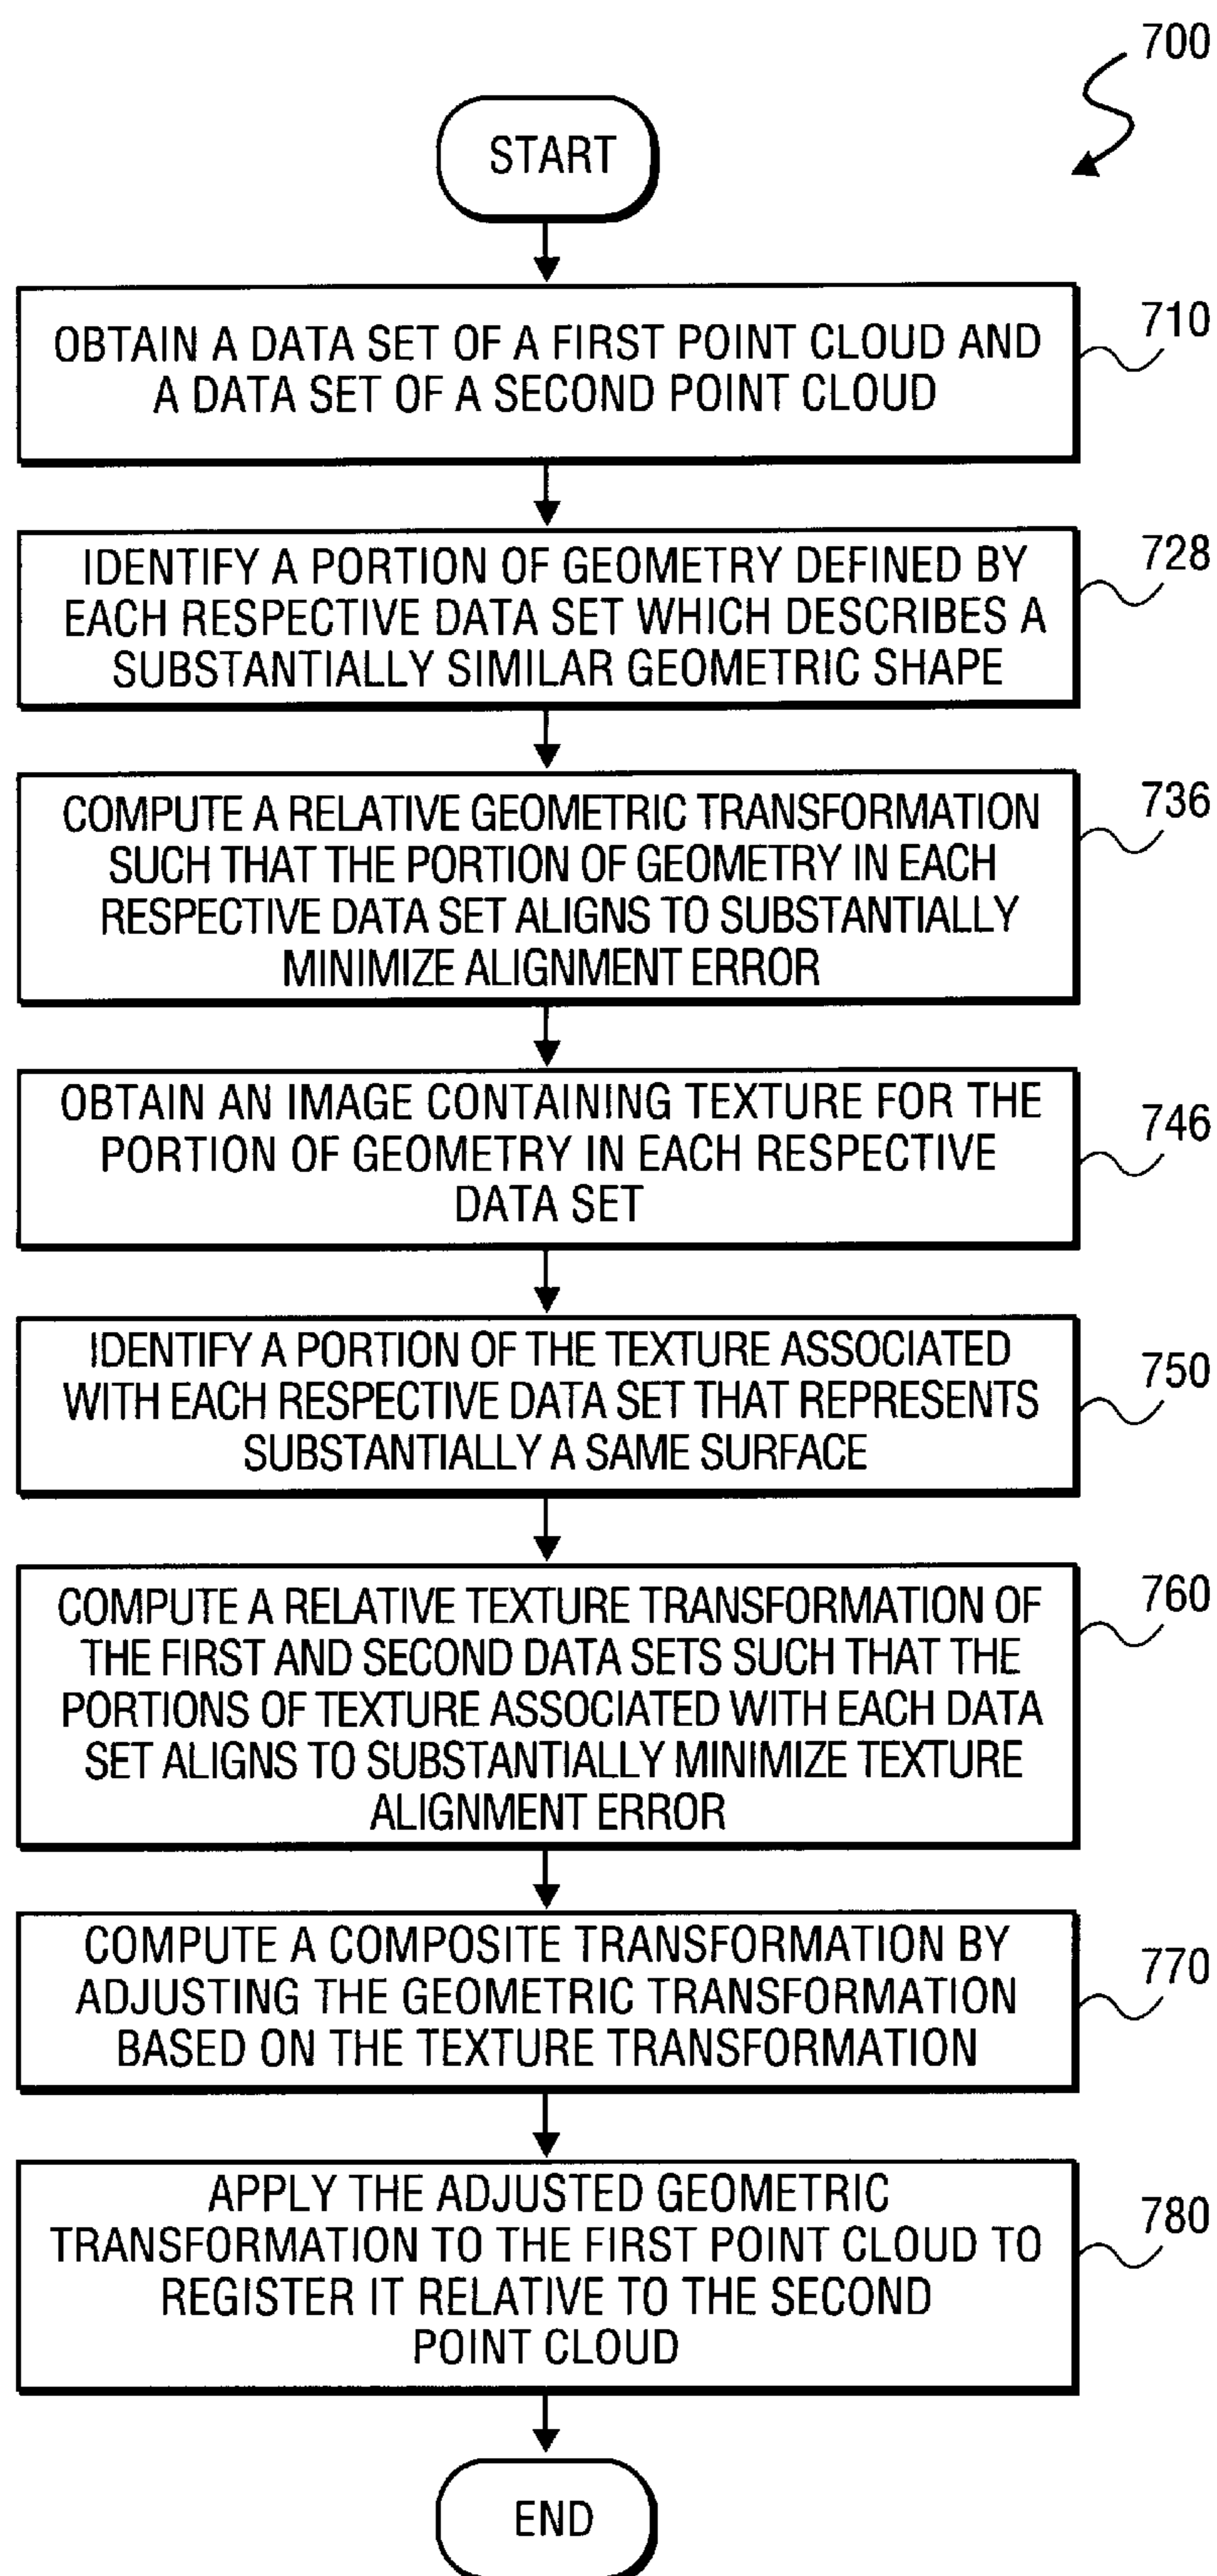 700
START
OBTAIN A DATA SET OF A FIRST POINT CLOUD AND
A DATA SET OF A SECOND POINT CLOUD
710
IDENTIFY A PORTION OF GEOMETRY DEFINED BY
EACH RESPECTIVE DATA SET WHICH DESCRIBES A
SUBSTANTIALLY SIMILAR GEOMETRIC SHAPE
728
COMPUTE A RELATIVE GEOMETRIC TRANSFORMATION
SUCH THAT THE PORTION OF GEOMETRY IN EACH
RESPECTIVE DATA SET ALIGNS TO SUBSTANTIALLY
MINIMIZE ALIGNMENT ERROR
736
OBTAIN AN IMAGE CONTAINING TEXTURE FOR THE
PORTION OF GEOMETRY IN EACH RESPECTIVE
DATA SET
746
IDENTIFY A PORTION OF THE TEXTURE ASSOCIATED
WITH EACH RESPECTIVE DATA SET THAT REPRESENTS
SUBSTANTIALLY A SAME SURFACE
750
COMPUTE A RELATIVE TEXTURE TRANSFORMATION OF
THE FIRST AND SECOND DATA SETS SUCH THAT THE
PORTIONS OF TEXTURE ASSOCIATED WITH EACH DATA
SET ALIGNS TO SUBSTANTIALLY MINIMIZE TEXTURE
ALIGNMENT ERROR
760
COMPUTE A COMPOSITE TRANSFORMATION BY
ADJUSTING THE GEOMETRIC TRANSFORMATION
BASED ON THE TEXTURE TRANSFORMATION
770
APPLY THE ADJUSTED GEOMETRIC
TRANSFORMATION TO THE FIRST POINT CLOUD TO
REGISTER IT RELATIVE TO THE SECOND
POINT CLOUD
780
END